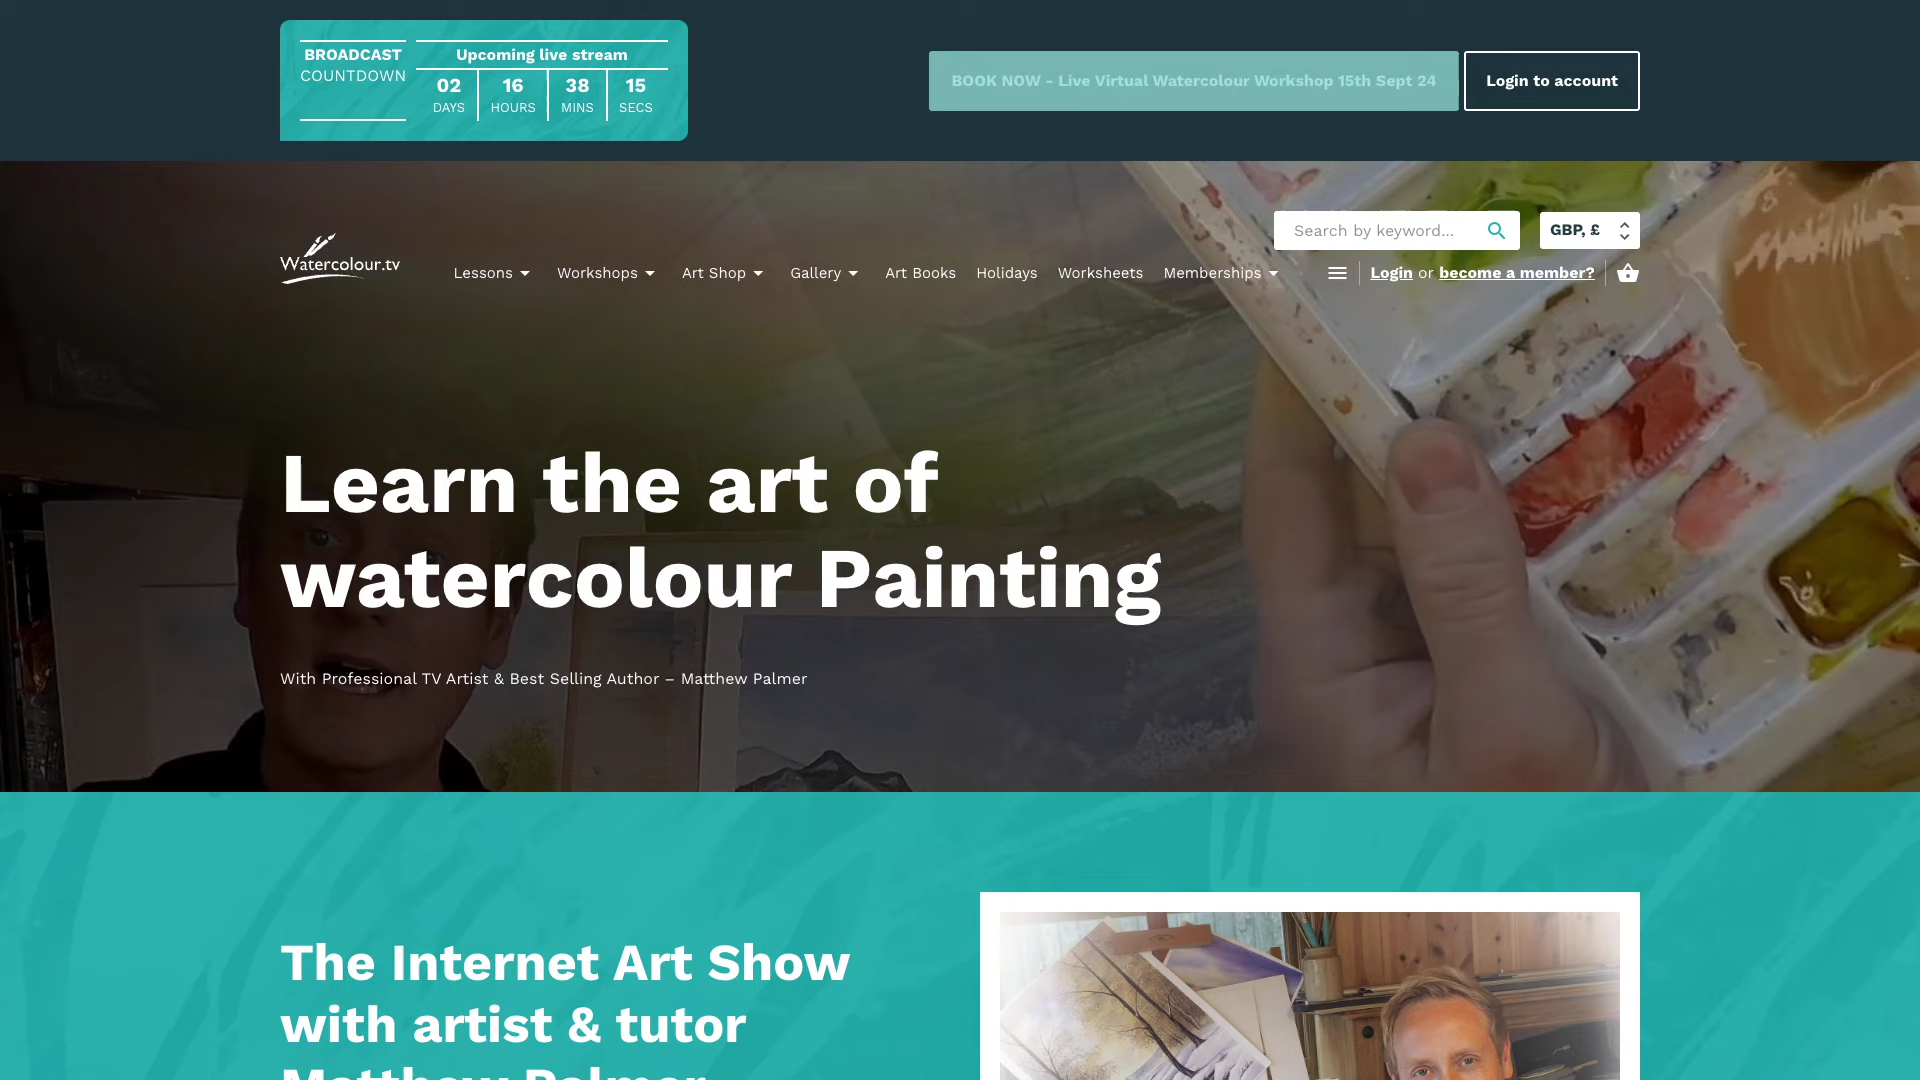 BROADCAST
COUNTDOWN
Upcoming live stream
02 16 38 15
DAYS HOURS MINS SECS
BOOK NOW - Live Virtual Watercolour Workshop 15th Sept 24
Login to account
Search by keyword...
GBP, £
Watercolour.tv
Lessons Workshops Art Shop Gallery Art Books Holidays Worksheets Memberships
Login or become a member?
Learn the art of
watercolour Painting
With Professional TV Artist & Best Selling Author – Matthew Palmer
The Internet Art Show
with artist & tutor
Matthew Palmer